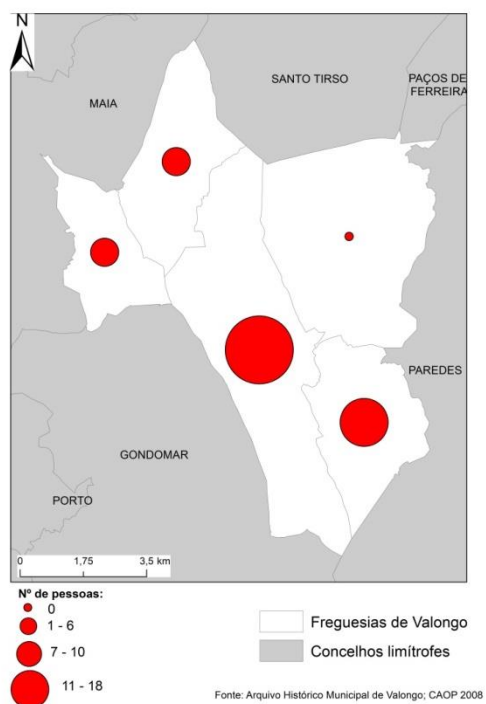 N
SANTO TIRSO
PAÇOS DE
FERREIRA
MAIA
PAREDES
GONDOMAR
PORTO
0 1,75 3,5 km
Nº de pessoas:
0
1 - 6
7 - 10
11 - 18
Freguesias de Valongo
Concelhos limítrofes
Fonte: Arquivo Histórico Municipal de Valongo; CAOP 2008